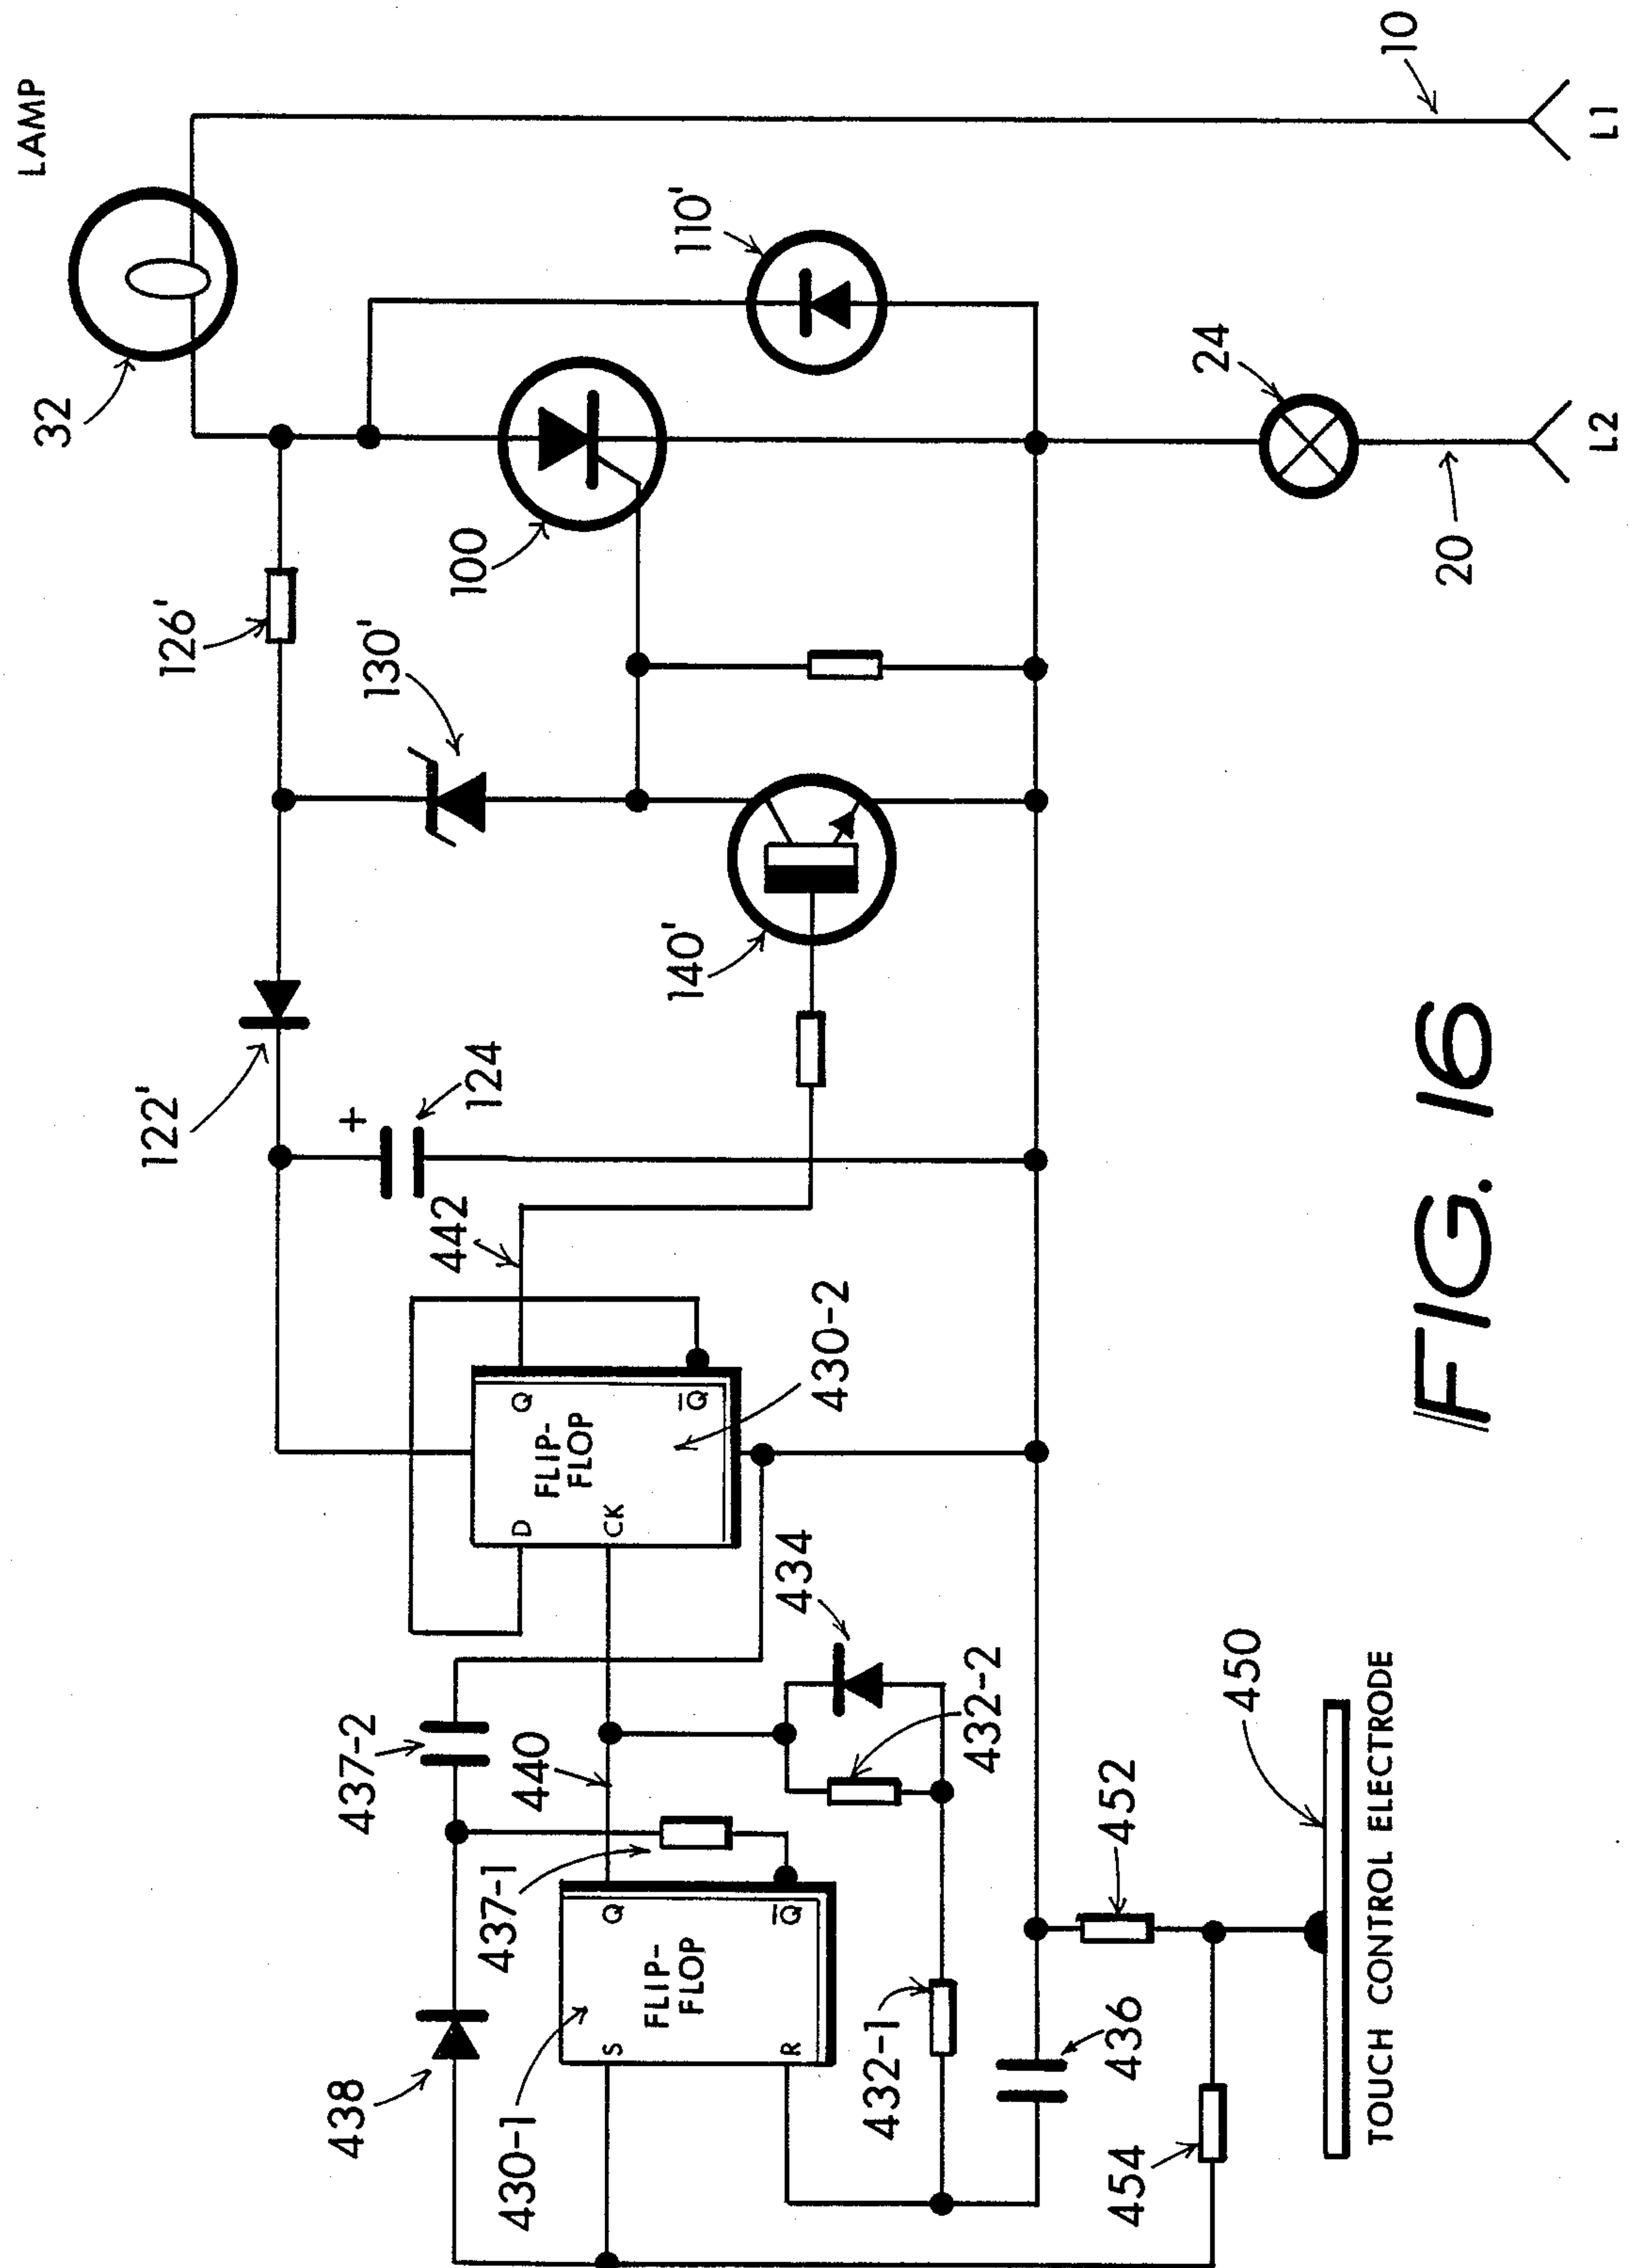 LAMP
32
10
L1
110'
24
20
L2
100
126'
130'
140'
122'
+
124
442
430-2
FLIP-
FLOP
D
Q
CK
Q̅
434
432-2
437-2
440
437-1
438
430-1
FLIP-
FLOP
S
Q
R
Q̅
432-1
436
452
454
450
TOUCH CONTROL ELECTRODE
FIG. 16